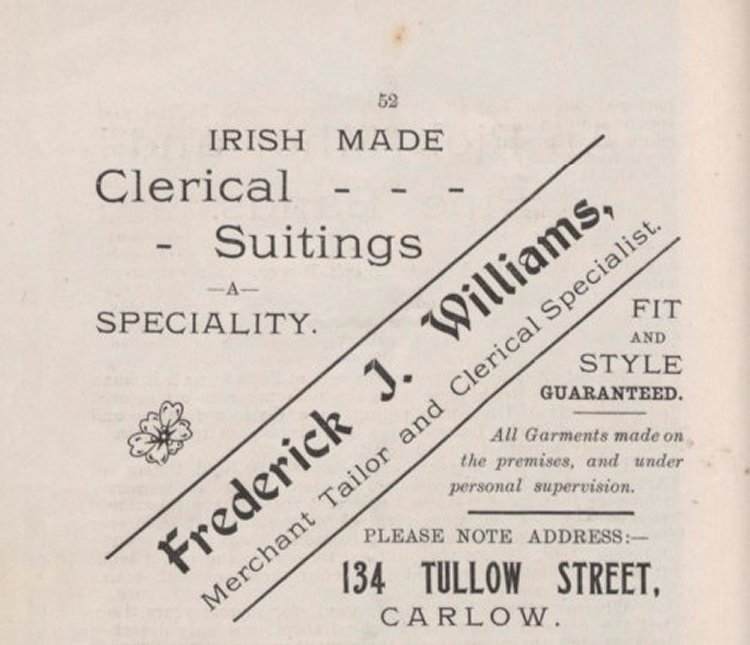 52
IRISH MADE
Clerical - - -
- Suitings
—A—
SPECIALITY.
Frederick J. Williams,
Merchant Tailor and Clerical Specialist.
FIT
AND
STYLE
GUARANTEED.
All Garments made on
the premises, and under
personal supervision.
PLEASE NOTE ADDRESS:—
134 TULLOW STREET,
CARLOW.